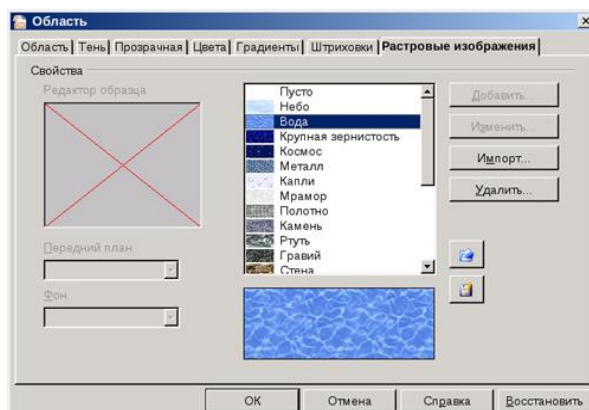 Область
Область Тень Прозрачная Цвета Градиенты Штриховки Растровые изображения
Свойства
Редактор образца
Передний план
Фон
Пусто
Небо
Вода
Крупная зернистость
Космос
Металл
Капли
Мрамор
Полотно
Камень
Ртуть
Гравий
Стена
Добавить...
Изменить...
Импорт...
Удалить...
ОК Отмена Справка Восстановить